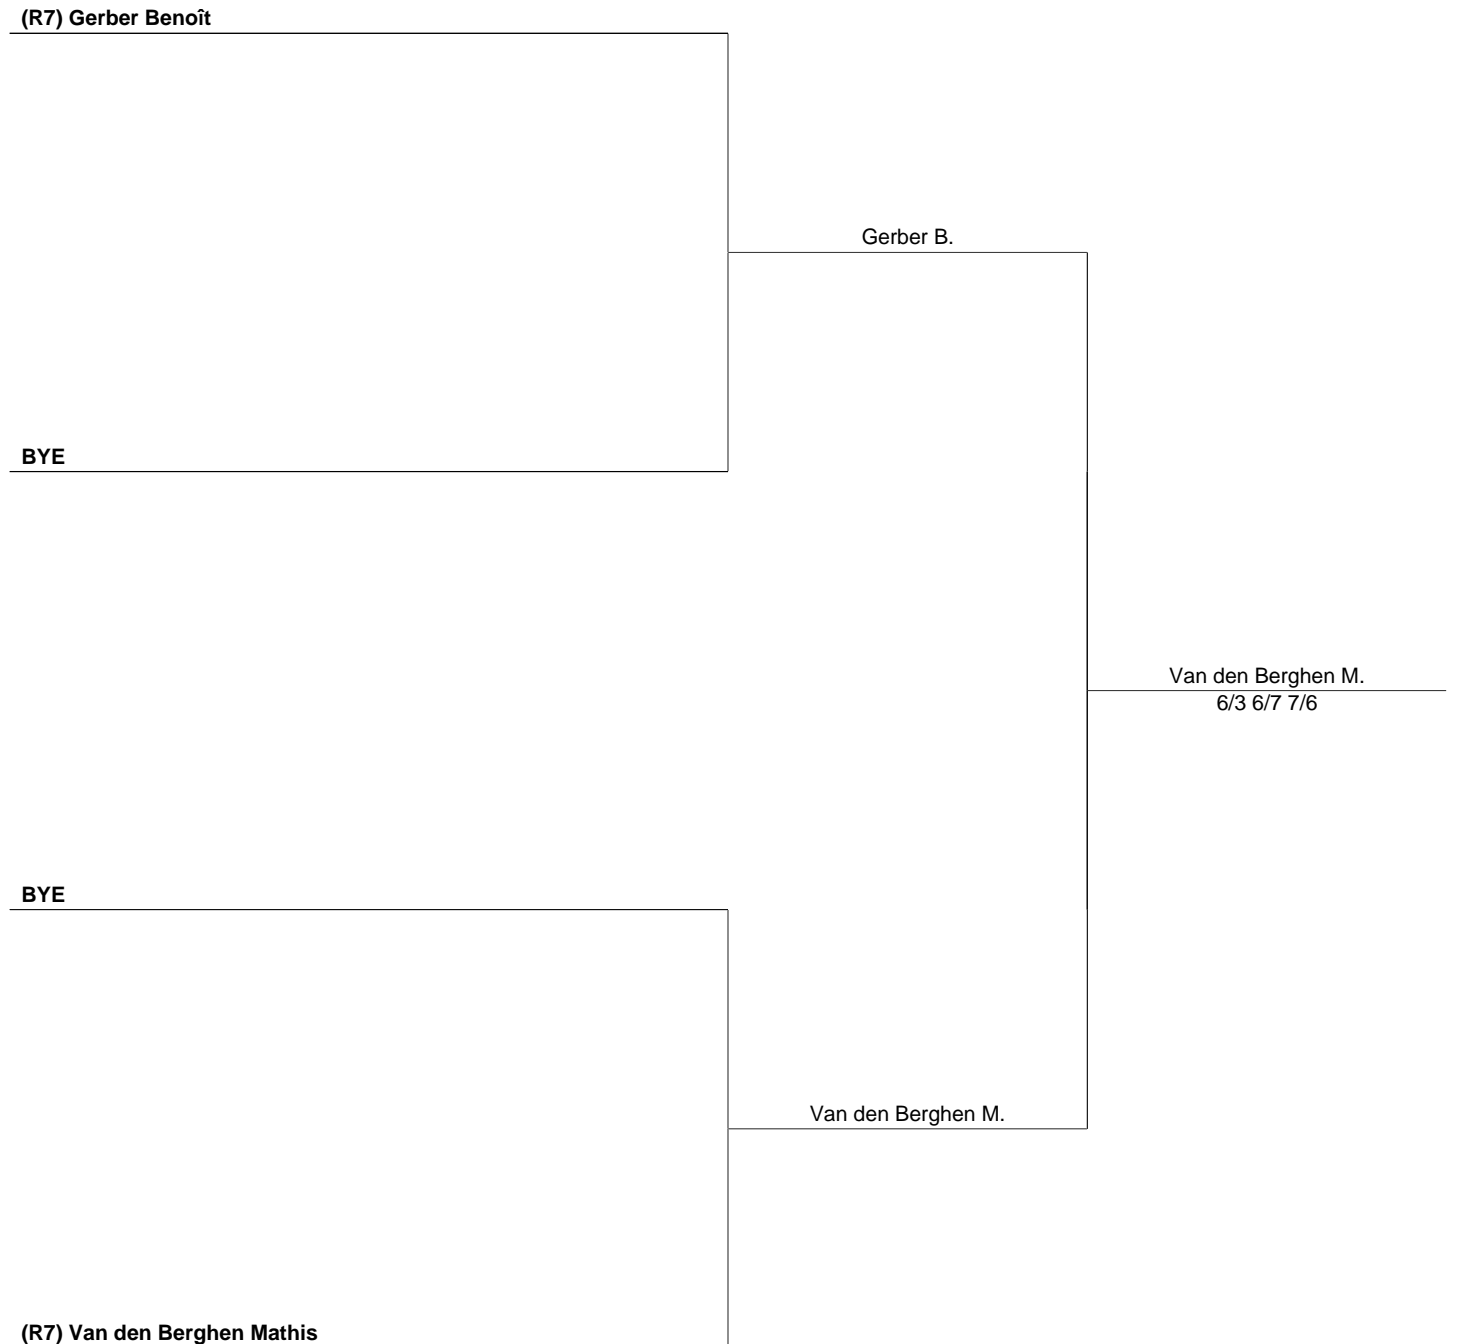 (R7) Gerber Benoît
Gerber B.
BYE
Van den Berghen M.
6/3 6/7 7/6
BYE
Van den Berghen M.
(R7) Van den Berghen Mathis